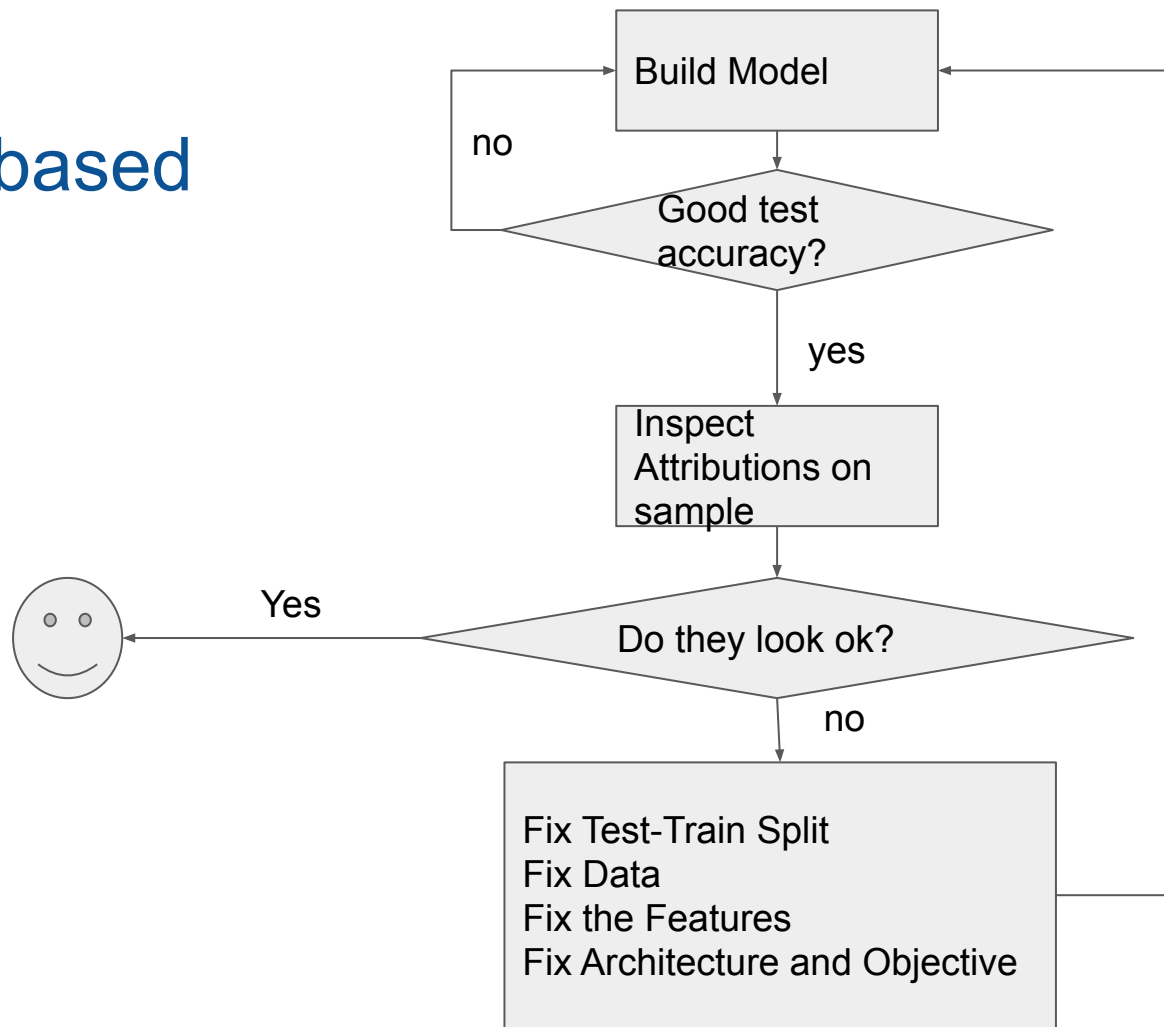 based
Build Model
no
Good test
accuracy?
yes
Inspect
Attributions on
sample
Yes
Do they look ok?
no
Fix Test-Train Split
Fix Data
Fix the Features
Fix Architecture and Objective